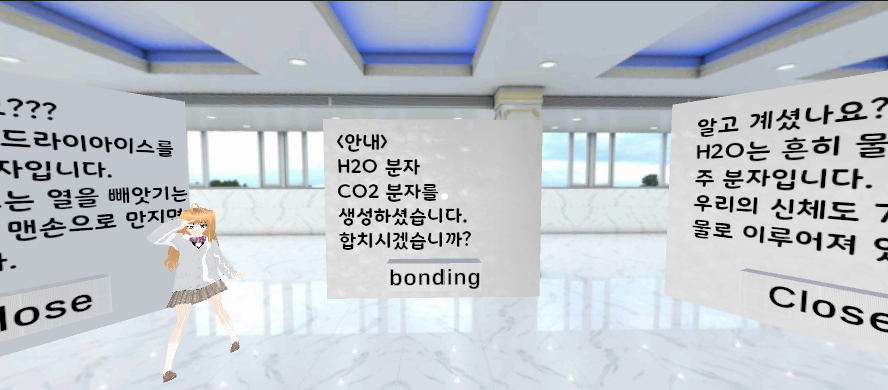 ???
드라이아이스를
자입니다.
는 열을 빼앗기는
맨손으로 만지면
<안내>
H2O 분자
CO2 분자를
생성하셨습니다.
합치시겠습니까?
bonding
알고 계셨나요?
H2O는 흔히 물
주 분자입니다.
우리의 신체도 7
물로 이루어져
Close